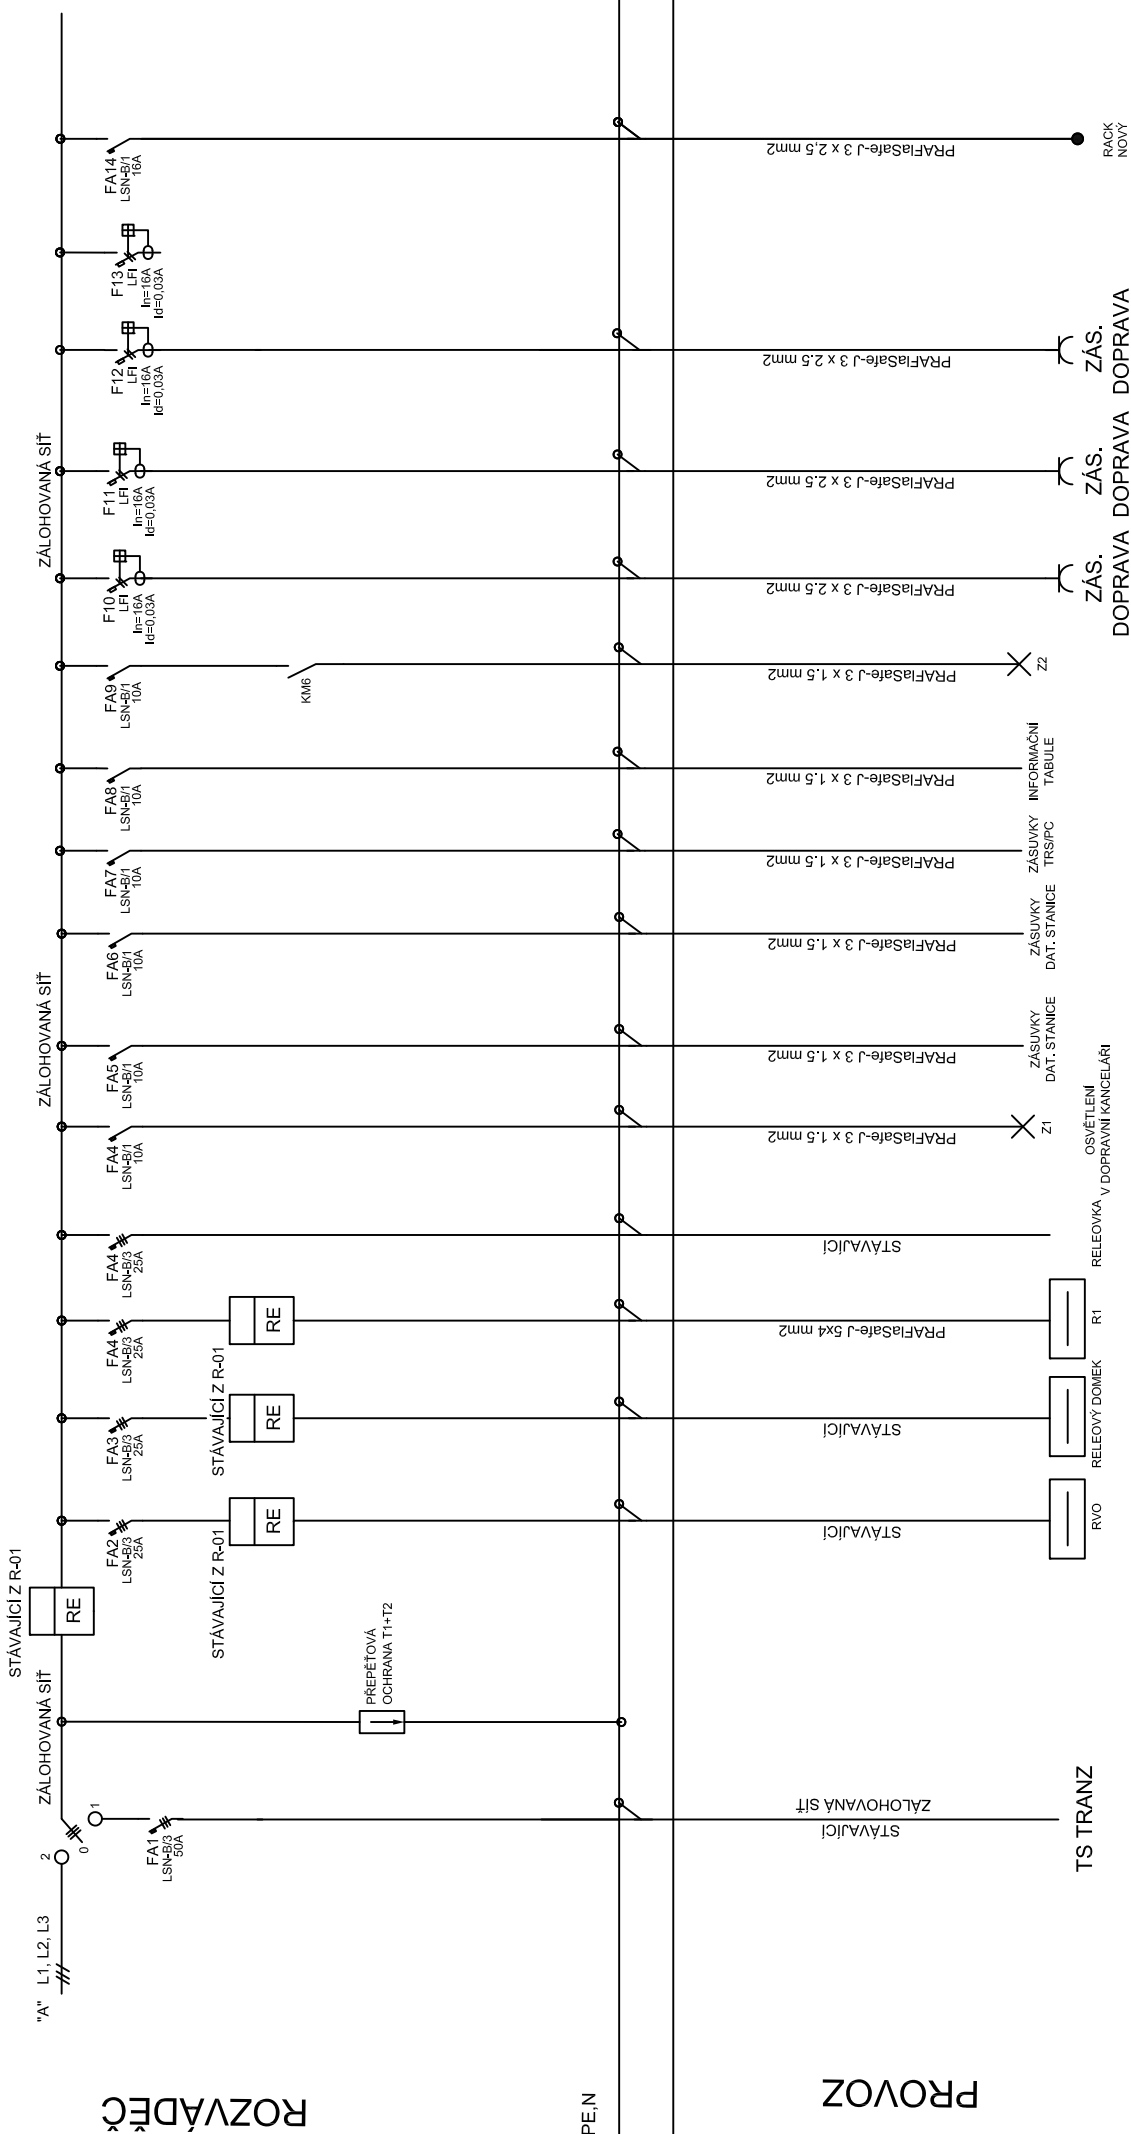 "A" L1, L2, L3
2
0
1
ZÁLOHOVANÁ SÍŤ
STÁVAJÍCÍ Z R-01
RE
ZÁLOHOVANÁ SÍŤ
ZÁLOHOVANÁ SÍŤ
FA1
LSN-B/3
50A
FA2
LSN-B/3
25A
FA3
LSN-B/3
25A
FA4
LSN-B/3
25A
FA4
LSN-B/3
25A
FA4
LSN-B/1
10A
FA5
LSN-B/1
10A
FA6
LSN-B/1
10A
FA7
LSN-B/1
10A
FA8
LSN-B/1
10A
FA9
LSN-B/1
10A
F10
LFI
In=16A
Id=0,03A
F11
LFI
In=16A
Id=0,03A
F12
LFI
In=16A
Id=0,03A
F13
LFI
In=16A
Id=0,03A
FA14
LSN-B/1
16A
STÁVAJÍCÍ Z R-01
RE
STÁVAJÍCÍ Z R-01
RE
RE
KM6
PŘEPĚŤOVÁ
OCHRANA T1+T2
ROZVÁDĚČ
PE,N
PROVOZ
ZÁLOHOVANÁ SÍŤ
STÁVAJÍCÍ
STÁVAJÍCÍ
STÁVAJÍCÍ
PRAFlaSafe-J 5x4 mm2
STÁVAJÍCÍ
PRAFlaSafe-J 3 x 1.5 mm2
PRAFlaSafe-J 3 x 1.5 mm2
PRAFlaSafe-J 3 x 1.5 mm2
PRAFlaSafe-J 3 x 1.5 mm2
PRAFlaSafe-J 3 x 1.5 mm2
PRAFlaSafe-J 3 x 1.5 mm2
PRAFlaSafe-J 3 x 2.5 mm2
PRAFlaSafe-J 3 x 2.5 mm2
PRAFlaSafe-J 3 x 2.5 mm2
PRAFlaSafe-J 3 x 2,5 mm2
TS TRANZ
RVO
RELEOVÝ DOMEK
R1
RELEOVKA
Z1
OSVĚTLENÍ
V DOPRAVNÍ KANCELÁŘI
ZÁSUVKY
DAT. STANICE
ZÁSUVKY
DAT. STANICE
ZÁSUVKY
TRS/PC
INFORMAČNÍ
TABULE
Z2
ZÁS.
DOPRAVA
ZÁS.
DOPRAVA
ZÁS.
DOPRAVA
RACK
NOVÝ